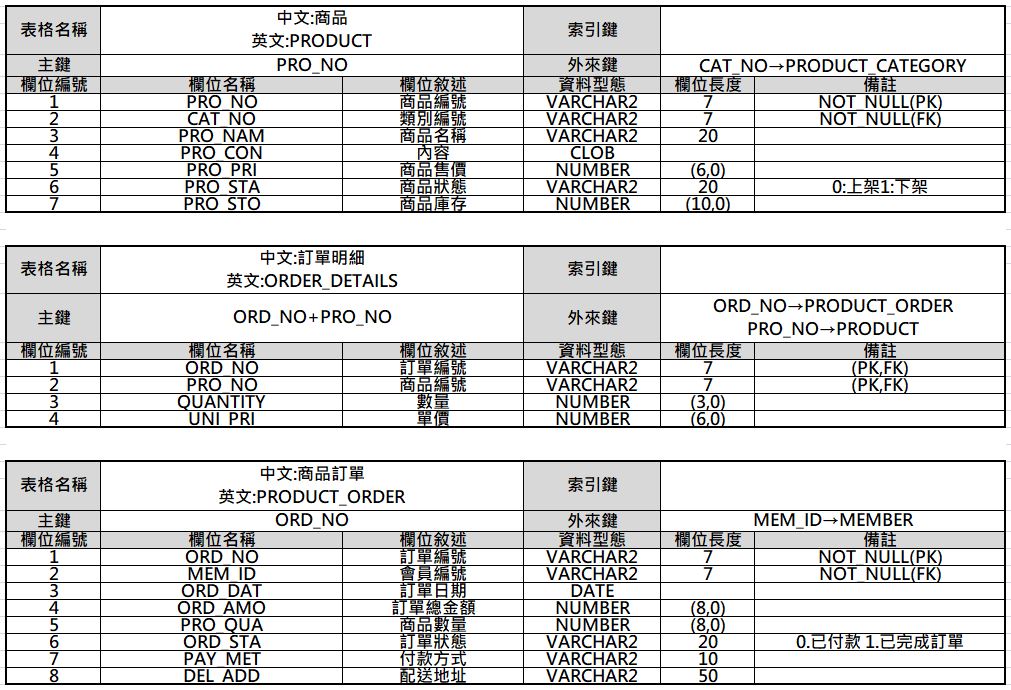 表格名稱 中文:商品 索引鍵
英文:PRODUCT
主鍵 PRO_NO 外來鍵 CAT_NO→PRODUCT_CATEGORY
欄位編號 欄位名稱 欄位敘述 資料型態 欄位長度 備註
1 PRO_NO 商品編號 VARCHAR2 7 NOT_NULL(PK)
2 CAT_NO 類別編號 VARCHAR2 7 NOT_NULL(FK)
3 PRO_NAM 商品名稱 VARCHAR2 20
4 PRO_CON 內容 CLOB
5 PRO_PRI 商品售價 NUMBER (6,0)
6 PRO_STA 商品狀態 VARCHAR2 20 0:上架1:下架
7 PRO_STO 商品庫存 NUMBER (10,0)
表格名稱 中文:訂單明細 索引鍵
英文:ORDER_DETAILS
主鍵 ORD_NO+PRO_NO 外來鍵 ORD_NO→PRODUCT_ORDER
PRO_NO→PRODUCT
欄位編號 欄位名稱 欄位敘述 資料型態 欄位長度 備註
1 ORD_NO 訂單編號 VARCHAR2 7 (PK,FK)
2 PRO_NO 商品編號 VARCHAR2 7 (PK,FK)
3 QUANTITY 數量 NUMBER (3,0)
4 UNI_PRI 單價 NUMBER (6,0)
表格名稱 中文:商品訂單 索引鍵
英文:PRODUCT_ORDER
主鍵 ORD_NO 外來鍵 MEM_ID→MEMBER
欄位編號 欄位名稱 欄位敘述 資料型態 欄位長度 備註
1 ORD_NO 訂單編號 VARCHAR2 7 NOT_NULL(PK)
2 MEM_ID 會員編號 VARCHAR2 7 NOT_NULL(FK)
3 ORD_DAT 訂單日期 DATE
4 ORD_AMO 訂單總金額 NUMBER (8,0)
5 PRO_QUA 商品數量 NUMBER (8,0)
6 ORD_STA 訂單狀態 VARCHAR2 20 0.已付款 1.已完成訂單
7 PAY_MET 付款方式 VARCHAR2 10
8 DEL_ADD 配送地址 VARCHAR2 50